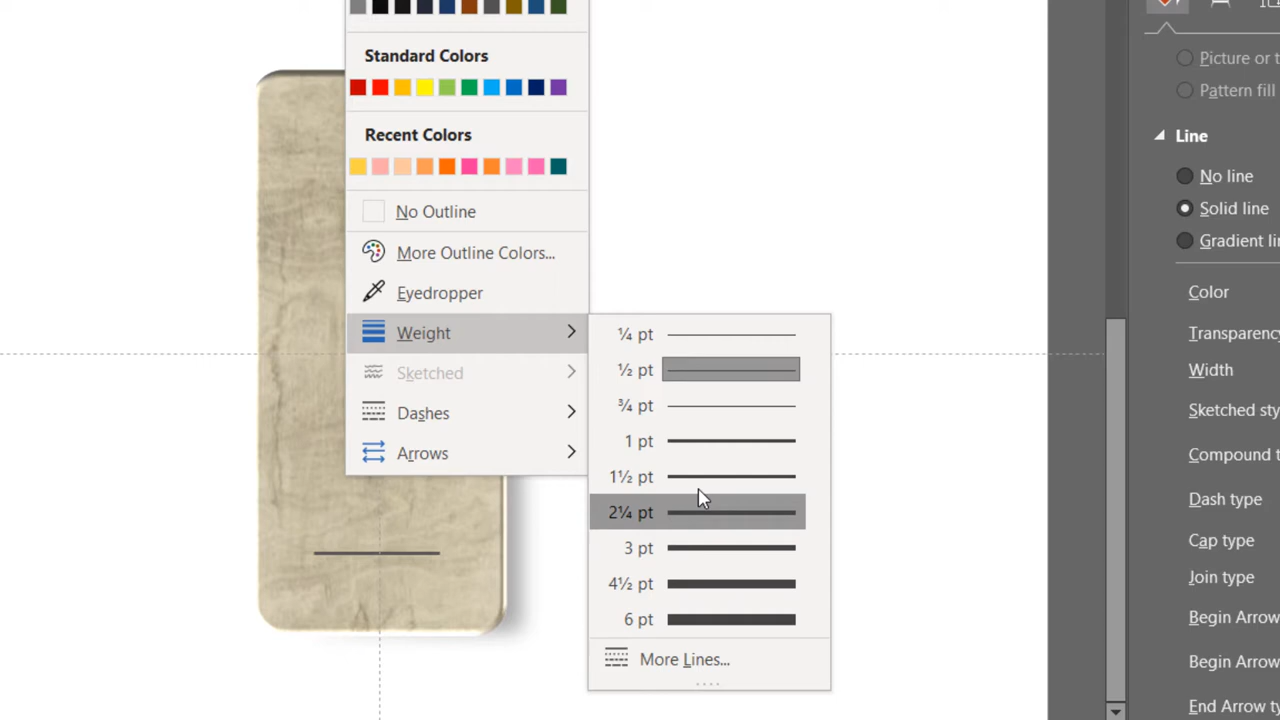 Standard Colors
Recent Colors
No Outline
More Outline Colors...
Eyedropper
Weight
Sketched
Dashes
Arrows
¼ pt
½ pt
¾ pt
1 pt
1½ pt
2¼ pt
3 pt
4½ pt
6 pt
More Lines...
Picture or t
Pattern fill
Line
No line
Solid line
Gradient li
Color
Transparency
Width
Sketched sty
Compound t
Dash type
Cap type
Join type
Begin Arrow
Begin Arrow
End Arrow ty